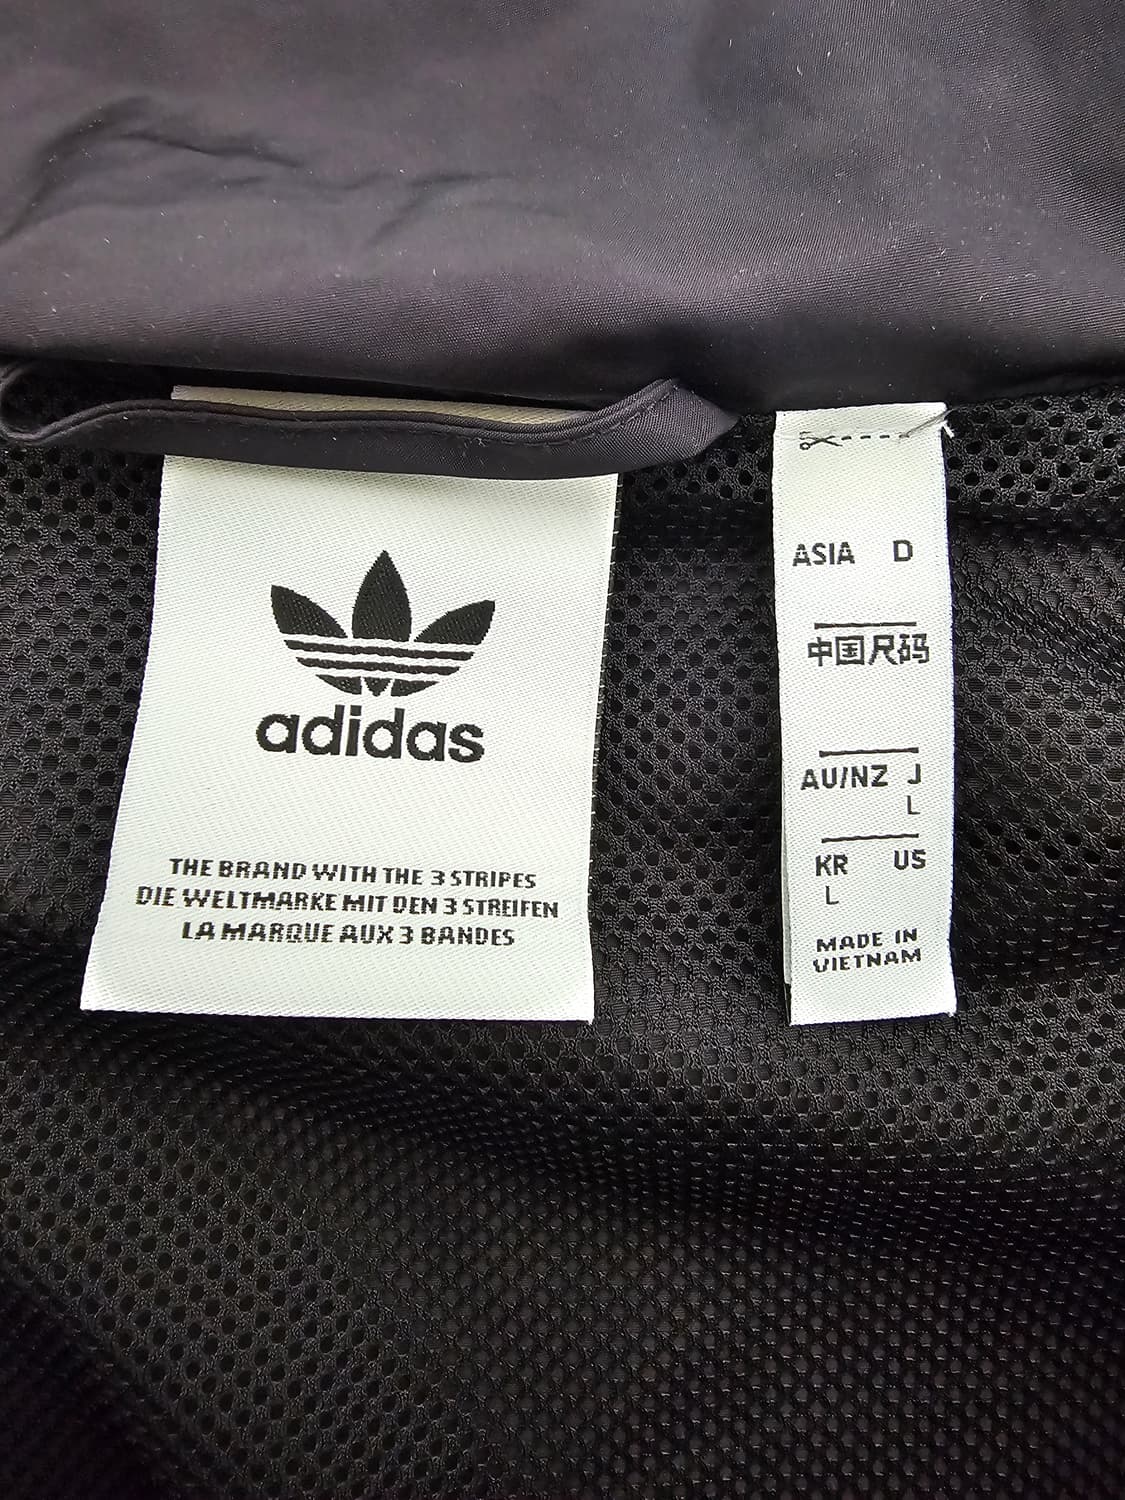 adidas
THE BRAND WITH THE 3 STRIPES
DIE WELTMARKE MIT DEN 3 STREIFEN
LA MARQUE AUX 3 BANDES
ASIA D
中国尺码
AU/NZ J
L
KR US
L
MADE IN
VIETNAM